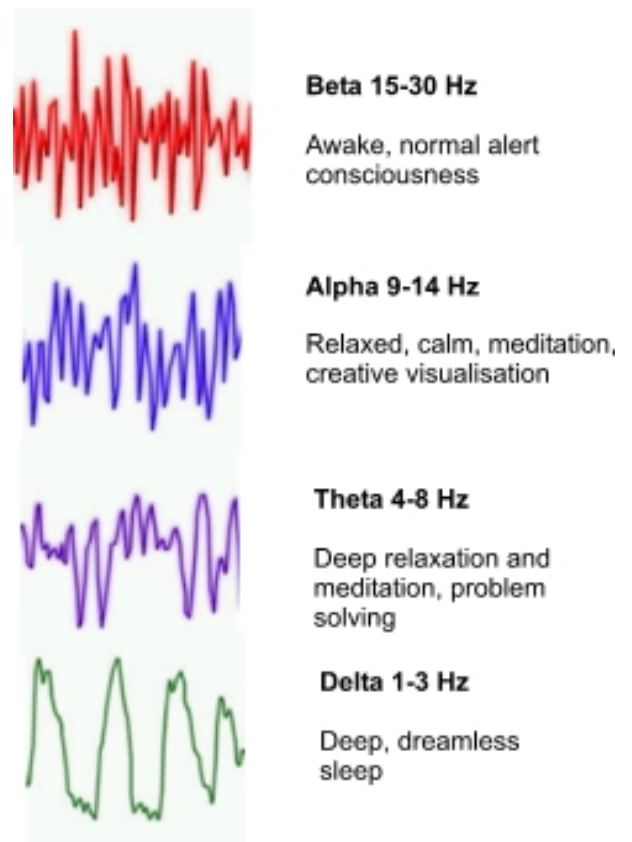 Beta 15-30 Hz
Awake, normal alert
consciousness
Alpha 9-14 Hz
Relaxed, calm, meditation,
creative visualisation
Theta 4-8 Hz
Deep relaxation and
meditation, problem
solving
Delta 1-3 Hz
Deep, dreamless
sleep